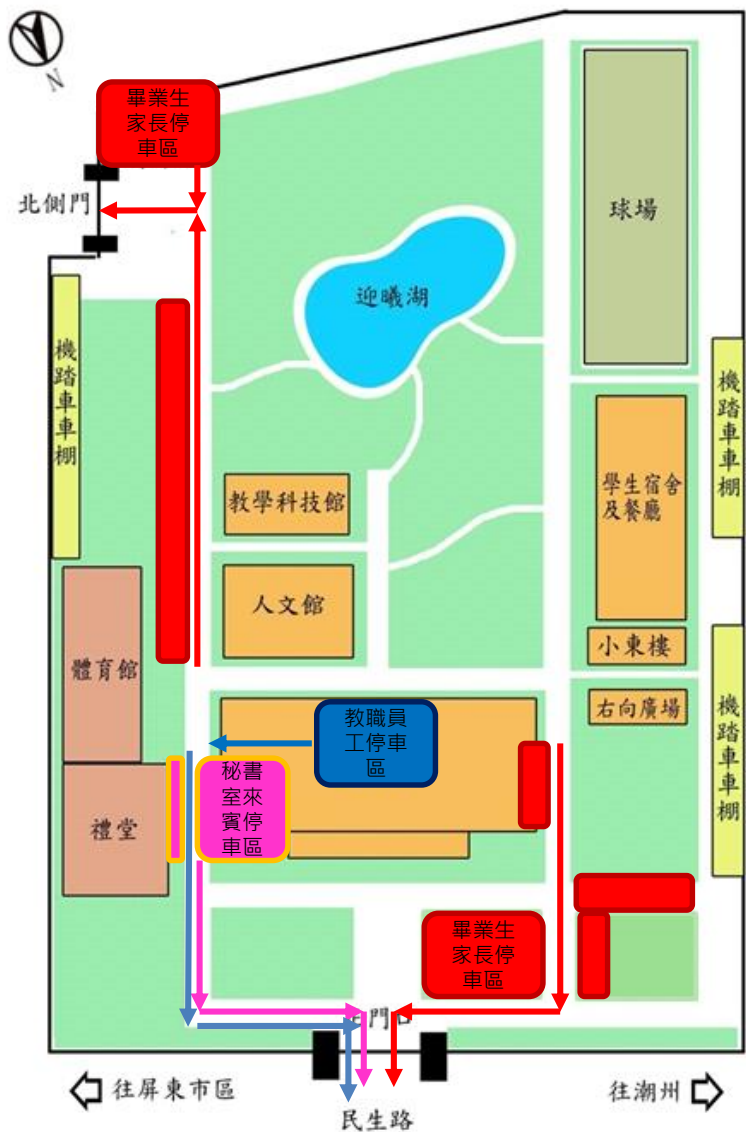 N
畢業生
家長停
車區
北側門
球場
迎曦湖
機踏車車棚
機踏車車棚
教學科技館
學生宿舍
及餐廳
人文館
小東樓
體育館
右向廣場
教職員
工停車
區
機踏車車棚
秘書
室來
賓停
車區
禮堂
畢業生
家長停
車區
門口
往屏東市區
往潮州
民生路